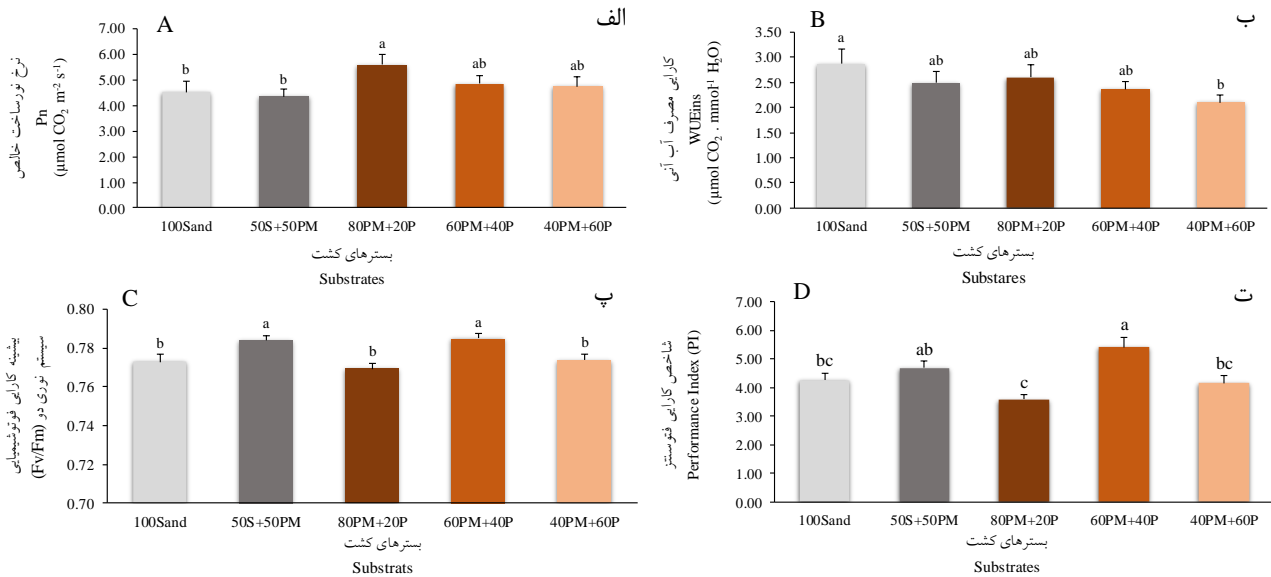 A
الف
نرخ نورساخت خالص
Pn
(µmol CO₂ m⁻² s⁻¹)
7.00
6.00
5.00
4.00
3.00
2.00
1.00
0.00
b
b
a
ab
ab
100Sand
50S+50PM
80PM+20P
60PM+40P
40PM+60P
بسترهای کشت
Substrates
B
ب
کارایی مصرف آب آنی
WUEins
(µmol CO₂ . mmol⁻¹ H₂O)
3.50
3.00
2.50
2.00
1.50
1.00
0.50
0.00
a
ab
ab
ab
b
100Sand
50S+50PM
80PM+20P
60PM+40P
40PM+60P
بسترهای کشت
Substares
C
پ
بیشینه کارایی فوتوشیمیایی
سیستم نوری دو (Fv/Fm)
0.80
0.78
0.76
0.74
0.72
0.70
b
a
b
a
b
100Sand
50S+50PM
80PM+20P
60PM+40P
40PM+60P
بسترهای کشت
Substrats
D
ت
شاخص کارایی فتوسنتز
Performance Index (PI)
7.00
6.00
5.00
4.00
3.00
2.00
1.00
0.00
bc
ab
c
a
bc
100Sand
50S+50PM
80PM+20P
60PM+40P
40PM+60P
بسترهای کشت
Substrates